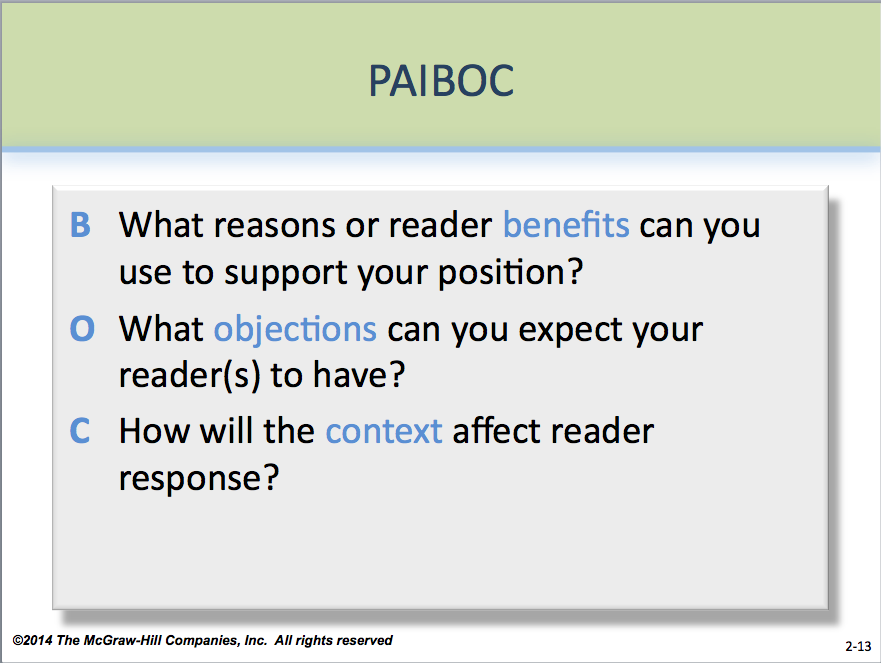 PAIBOC
B What reasons or reader benefits can you
use to support your position?
O What objections can you expect your
reader(s) to have?
C How will the context affect reader
response?
©2014 The McGraw-Hill Companies, Inc. All rights reserved
2-13